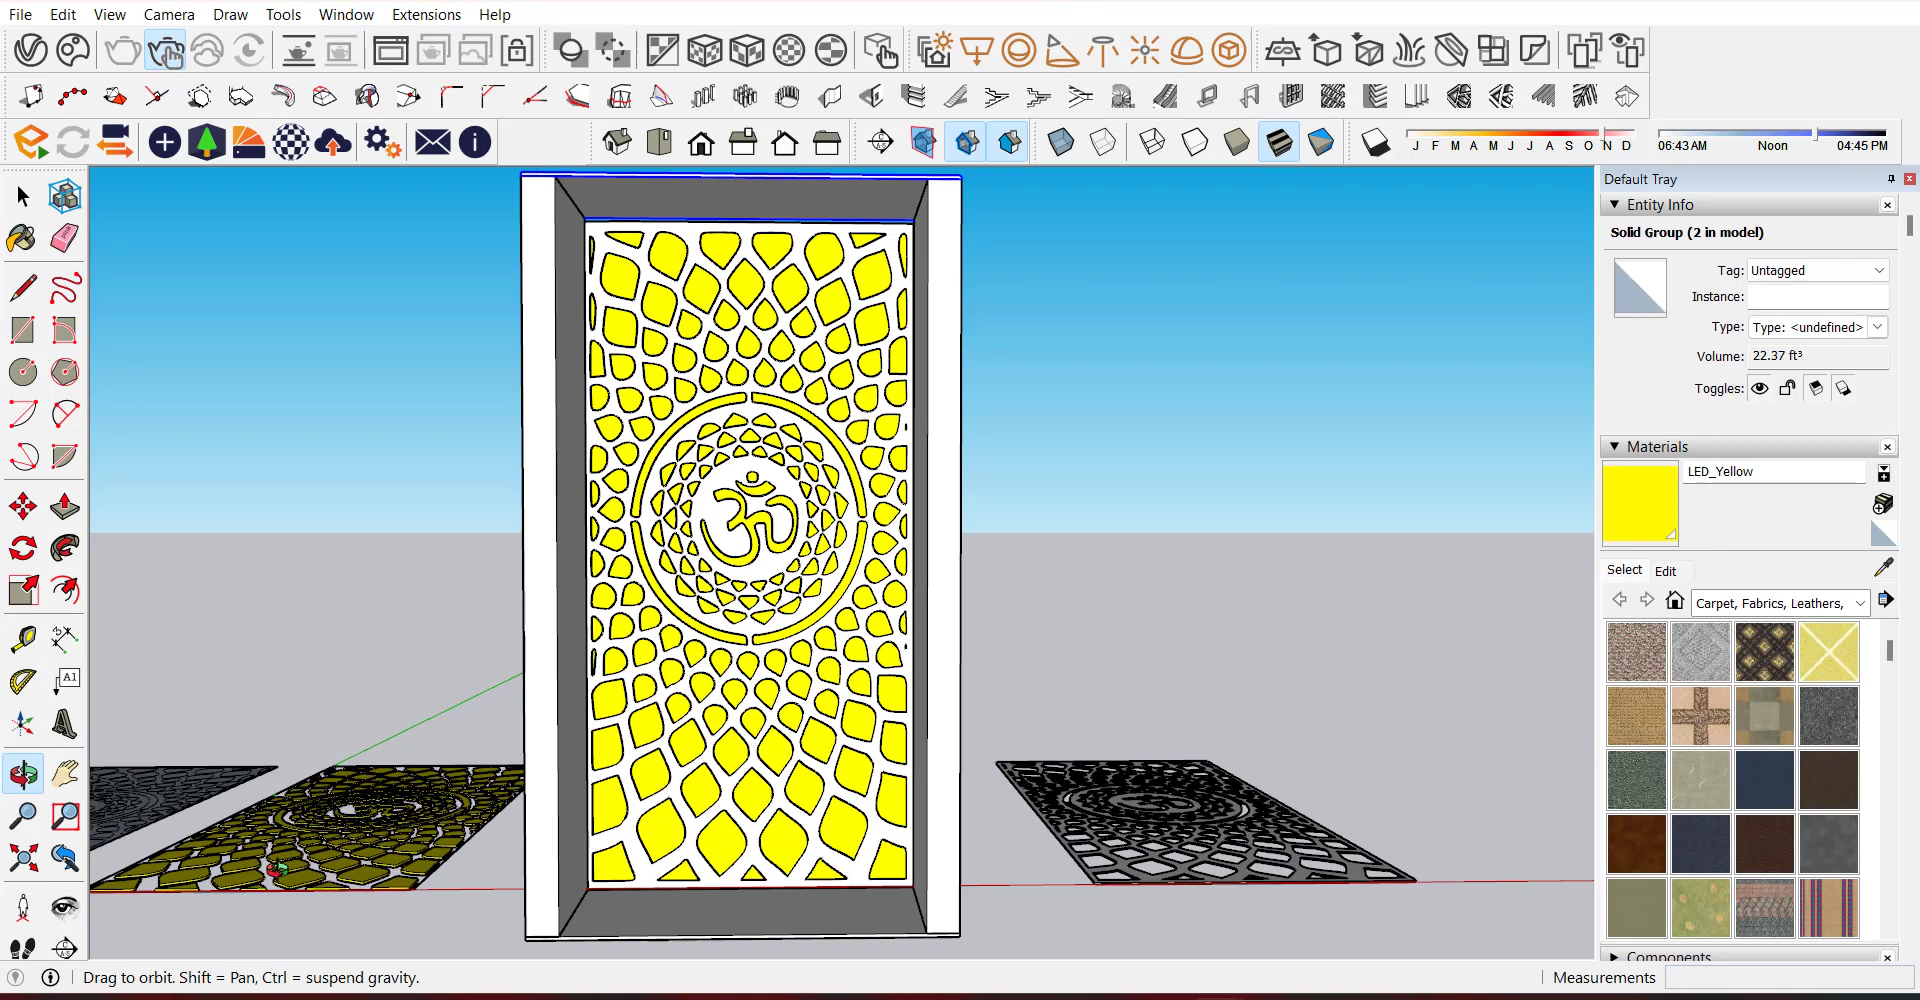 File Edit View Camera Draw Tools Window Extensions Help
J F M A M J J A S O N D
06:43 AM Noon 04:45 PM
Default Tray
Entity Info
Solid Group (2 in model)
Tag: Untagged
Instance:
Type: Type: <undefined>
Volume: 22.37 ft³
Toggles:
Materials
LED_Yellow
Select Edit
Carpet, Fabrics, Leathers,
A1
ॐ
Components
Drag to orbit. Shift = Pan, Ctrl = suspend gravity.
Measurements